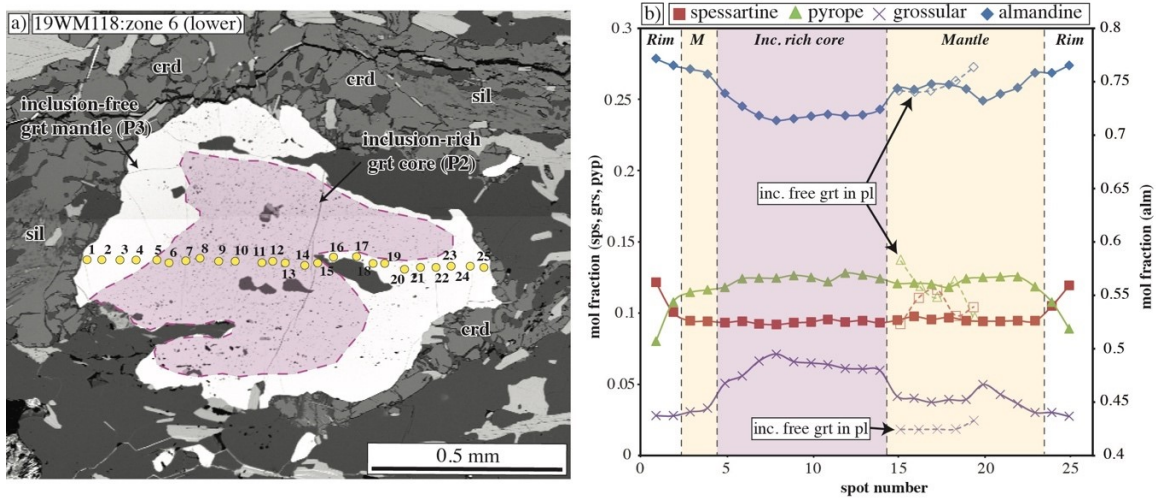 a) 19WM118:zone 6 (lower)
crd
crd
sil
inclusion-free
grt mantle (P3)
inclusion-rich
grt core (P2)
sil
1 2 3 4 5 6 7 8 9 10 11 12 13 14 15 16 17 18 19 20 21 22 23 24 25
crd
0.5 mm
b) spessartine pyrope grossular almandine
0.3 0.8
Rim M Inc. rich core Mantle Rim
0.25 0.75
0.7
0.2
0.65
inc. free grt in pl
0.15 0.6
0.55
0.1
0.5
0.05 0.45
inc. free grt in pl
0 0.4
mol fraction (sps, grs, pyp)
mol fraction (alm)
0 5 10 15 20 25
spot number